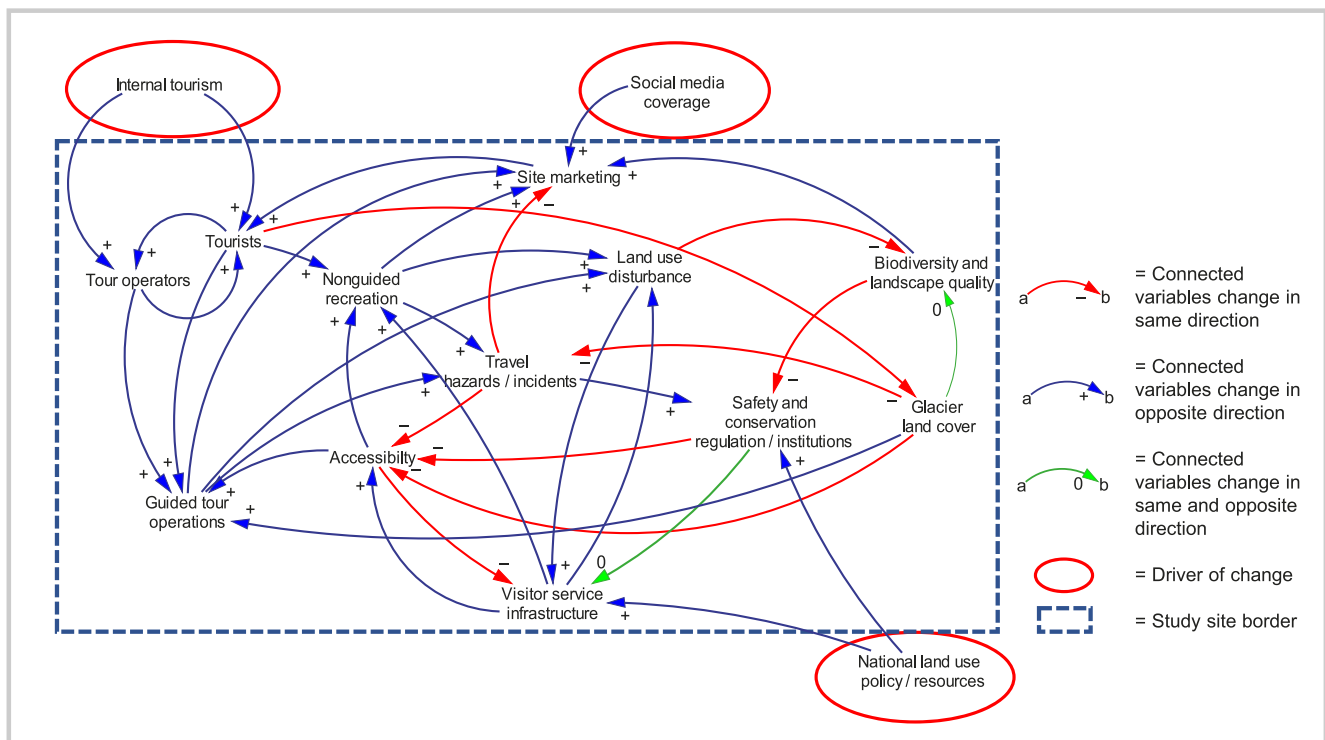 Internal tourism
Social media
coverage
+
Site marketing
+
+
+
−
+
+
Tourists
+
+
Tour operators
+
+
Nonguided
recreation
Land use
disturbance
+
+
−
Biodiversity and
landscape quality
0
+
+
+
Travel
hazards / incidents
−
+
−
+
Safety and
conservation
regulation / institutions
−
Glacier
land cover
−
Accessibilty
−
−
+
+
+
+
+
Guided tour
operations
+
−
+
0
Visitor service
infrastructure
+
National land use
policy / resources
a
−
b
= Connected
variables change in
same direction
a
+
b
= Connected
variables change in
opposite direction
a
0
b
= Connected
variables change in
same and opposite
direction
= Driver of change
= Study site border